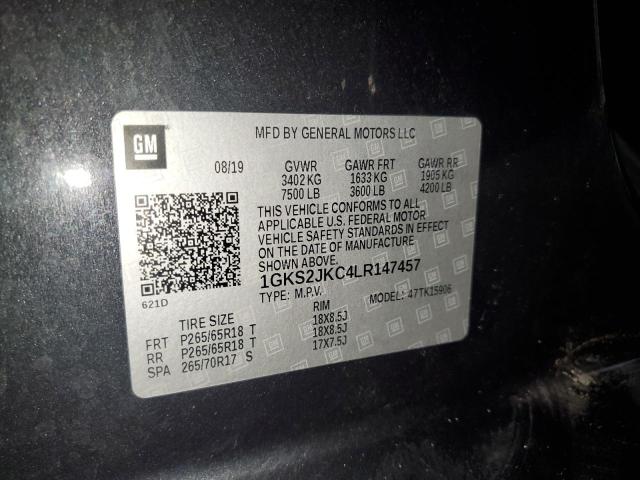 GM
MFD BY GENERAL MOTORS LLC
08/19 GVWR GAWR FRT GAWR RR
3402 KG 1633 KG 1905 KG
7500 LB 3600 LB 4200 LB
THIS VEHICLE CONFORMS TO ALL
APPLICABLE U.S. FEDERAL MOTOR
VEHICLE SAFETY STANDARDS IN EFFECT
ON THE DATE OF MANUFACTURE
SHOWN ABOVE.
1GKS2JKC4LR147457
621D
TYPE: M.P.V. MODEL: 47TK15906
TIRE SIZE RIM
FRT P265/65R18 T 18X8.5J
RR P265/65R18 T 18X8.5J
SPA 265/70R17 S 17X7.5J